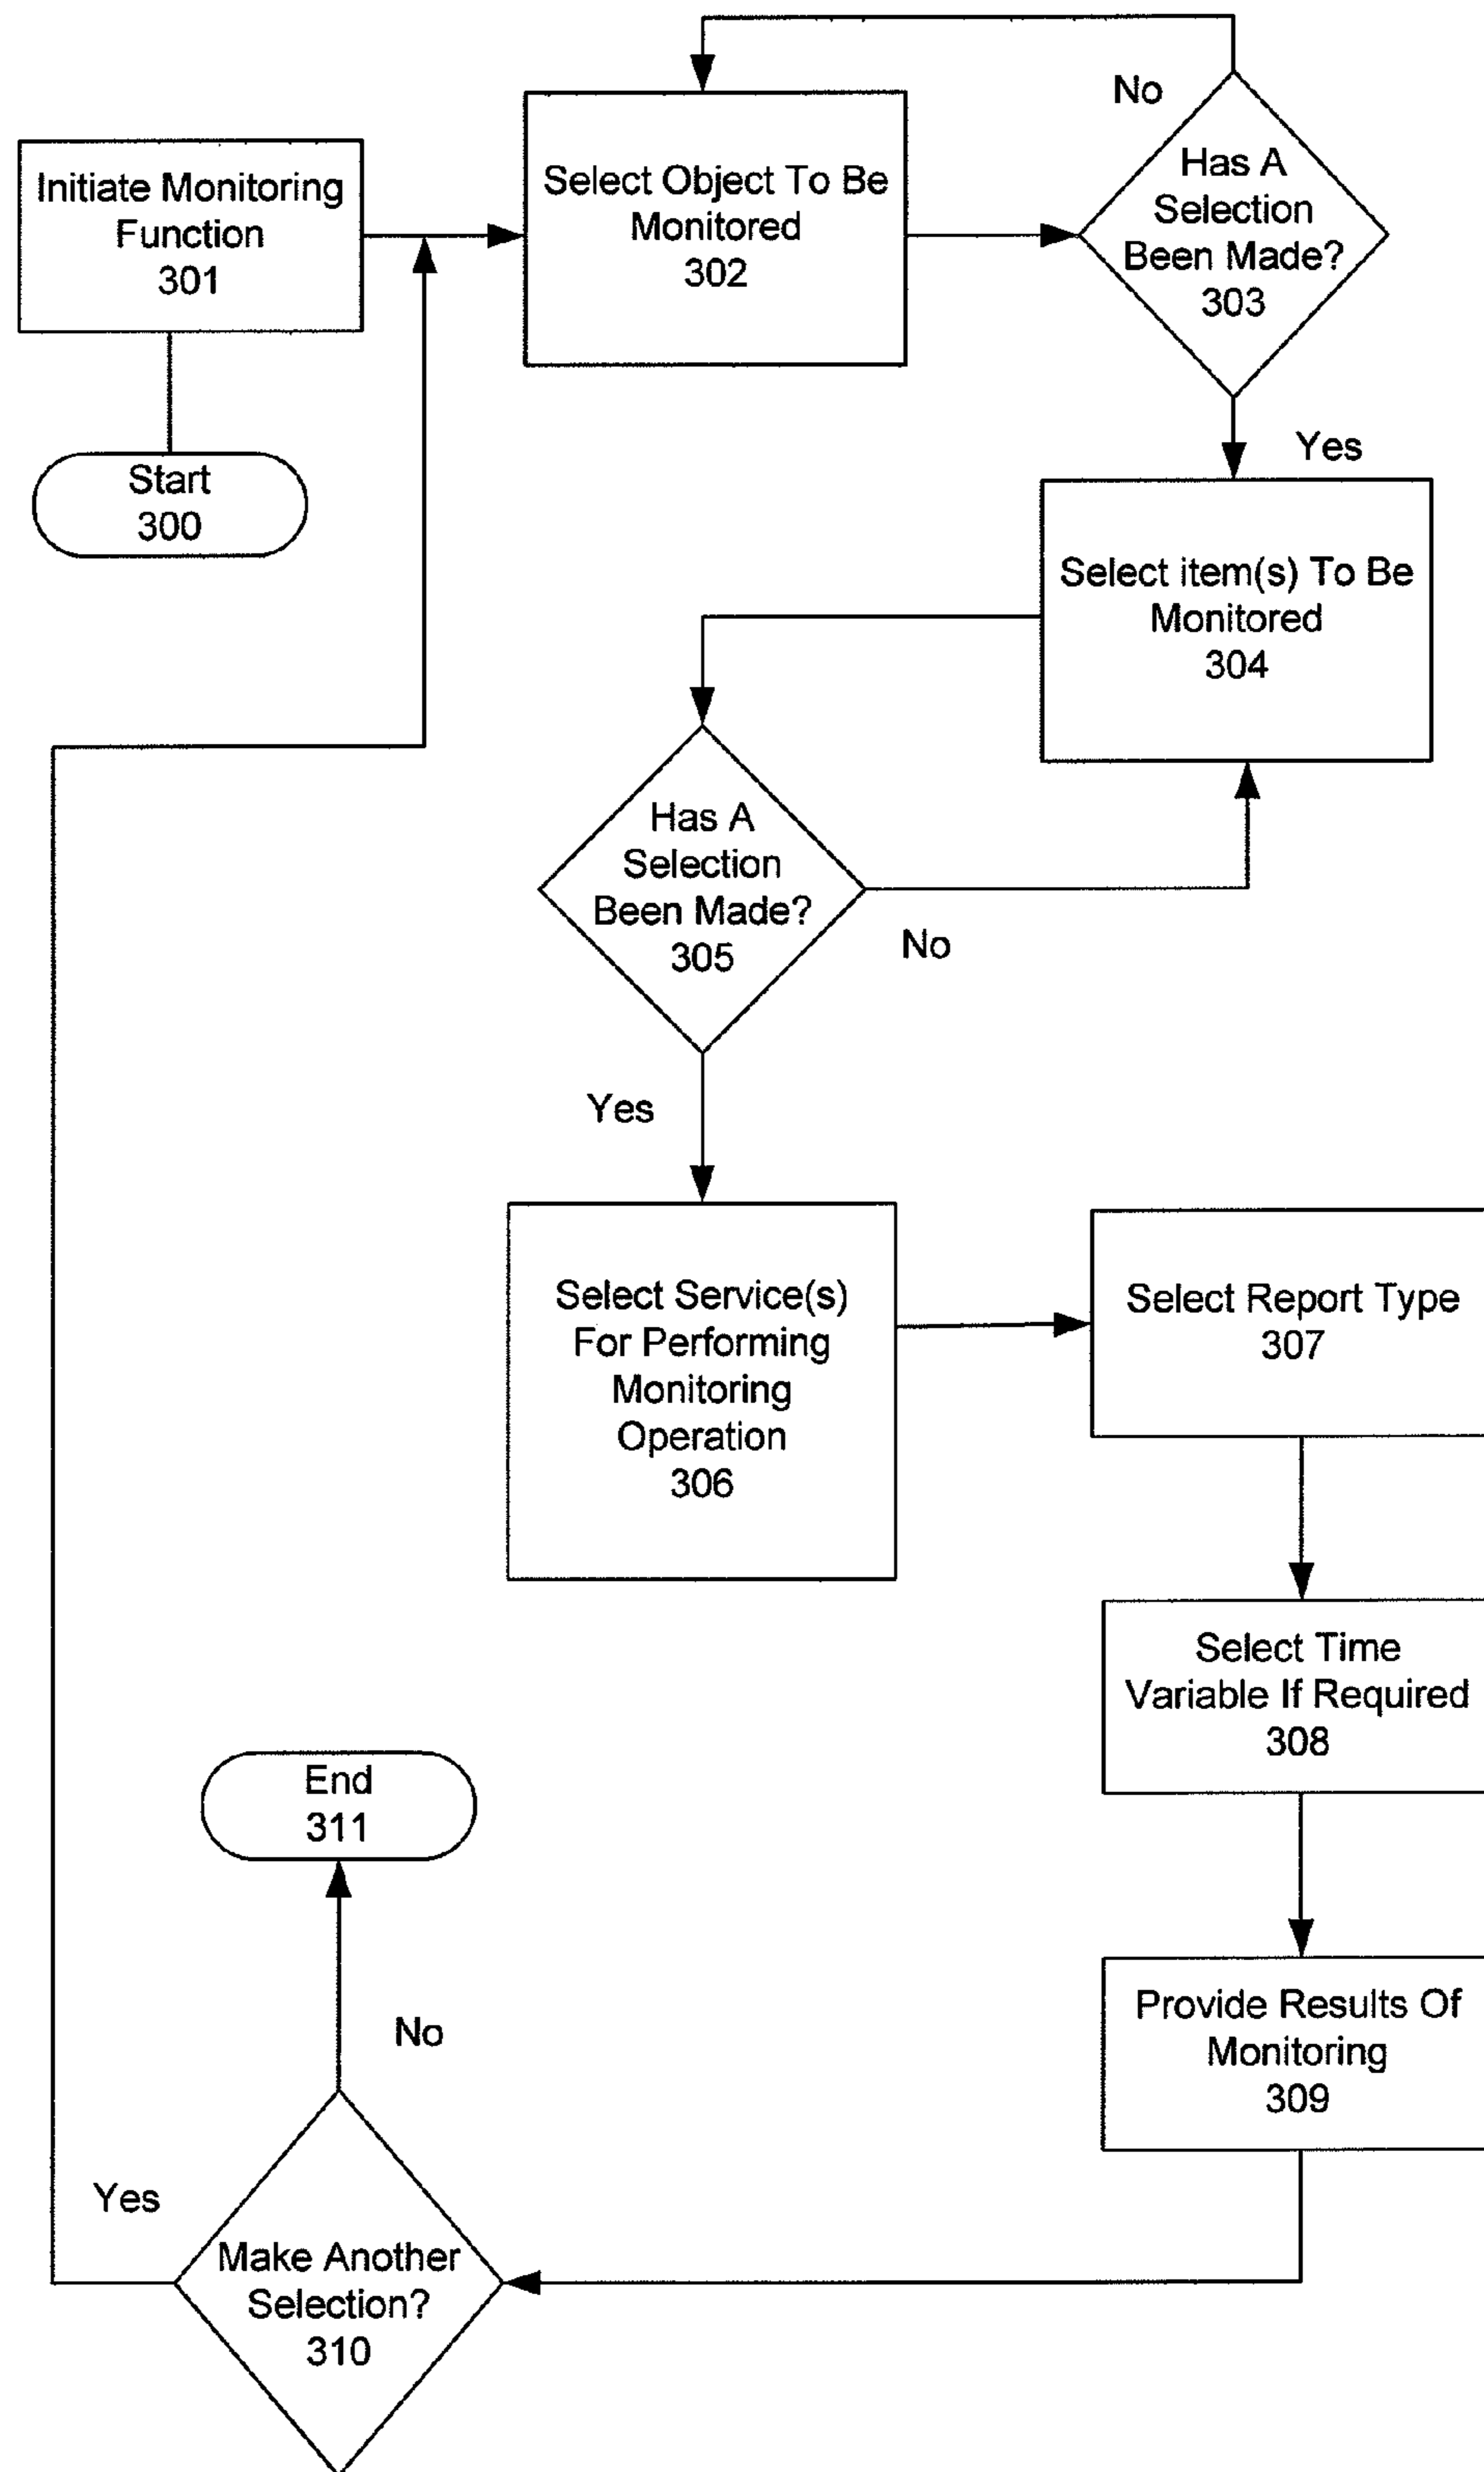 Initiate Monitoring
Function
301
Start
300
Select Object To Be
Monitored
302
No
Has A
Selection
Been Made?
303
Yes
Select item(s) To Be
Monitored
304
Has A
Selection
Been Made?
305
No
Yes
Select Service(s)
For Performing
Monitoring
Operation
306
Select Report Type
307
Select Time
Variable If Required
308
Provide Results Of
Monitoring
309
Make Another
Selection?
310
Yes
No
End
311